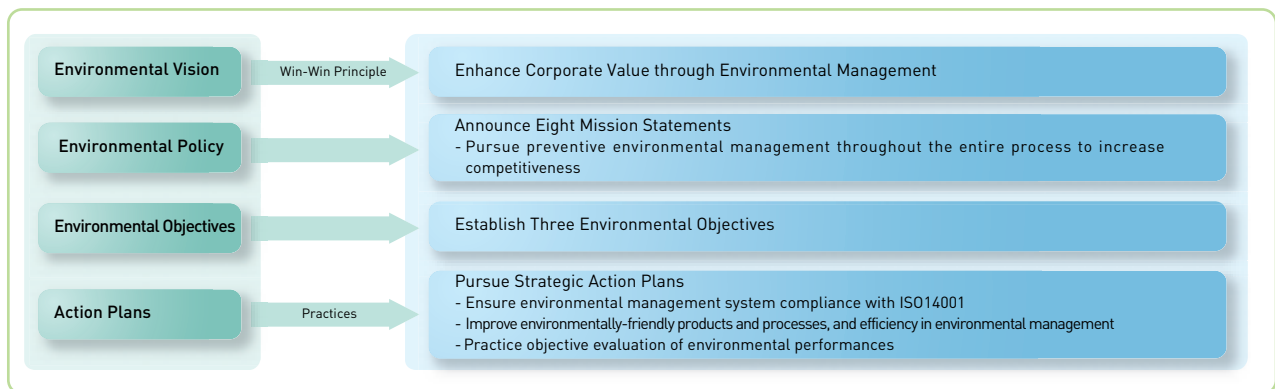 Environmental Vision
Win-Win Principle
Enhance Corporate Value through Environmental Management
Environmental Policy
Announce Eight Mission Statements
- Pursue preventive environmental management throughout the entire process to increase
competitiveness
Environmental Objectives
Establish Three Environmental Objectives
Action Plans
Practices
Pursue Strategic Action Plans
- Ensure environmental management system compliance with ISO14001
- Improve environmentally-friendly products and processes, and efficiency in environmental management
- Practice objective evaluation of environmental performances